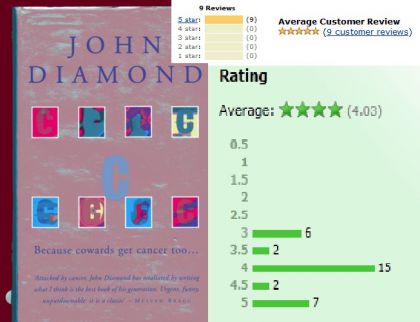 JOHN
DIAMOND
C
C
C
C
C
C
E
F
G
Because cowards get cancer too...
'Attacked by cancer, John Diamond has retaliated by writing
what I think is the best book of his generation. Urgent, funny,
unputdownable: it is a classic' - MELVYN BRAGG
9 Reviews
5 star: (9)
4 star: (0)
3 star: (0)
2 star: (0)
1 star: (0)
Average Customer Review
(9 customer reviews)
Rating
Average: (4.03)
0.5
1
1.5
2
2.5
3 6
3.5 2
4 15
4.5 2
5 7